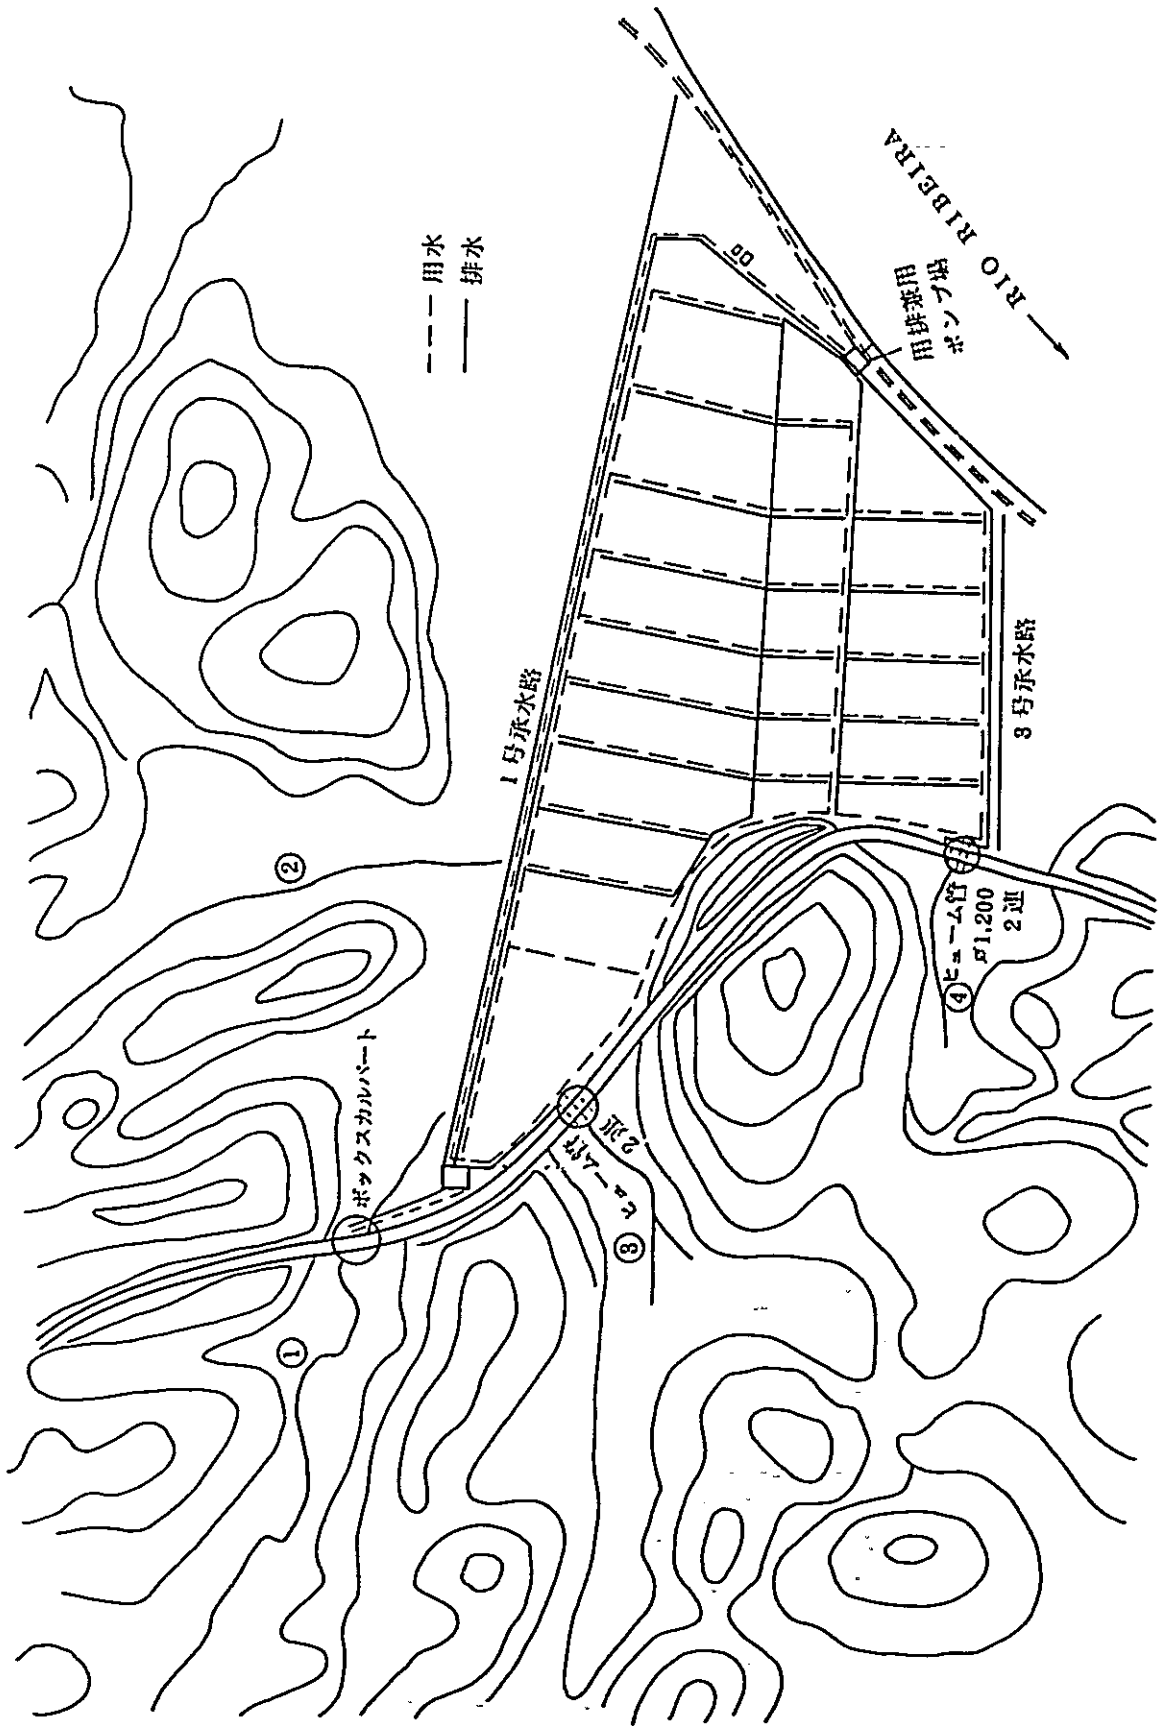 用水
排水
RIO RIBEIRA
用排兼用
ポンプ場
1号承水路
3号承水路
②
ボックスカルバート
①
ヒューム管
2連
③
ヒューム管
ø1,200
2連
④